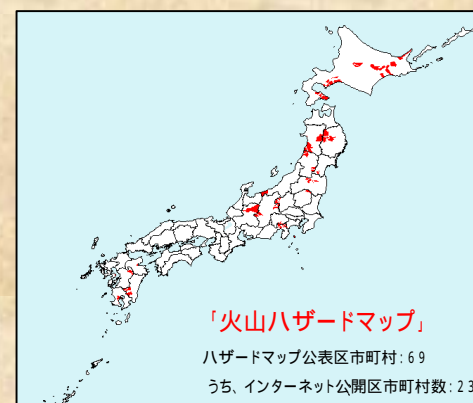 「火山ハザードマップ」
ハザードマップ公表区市町村:69
うち、インターネット公開区市町村数:23